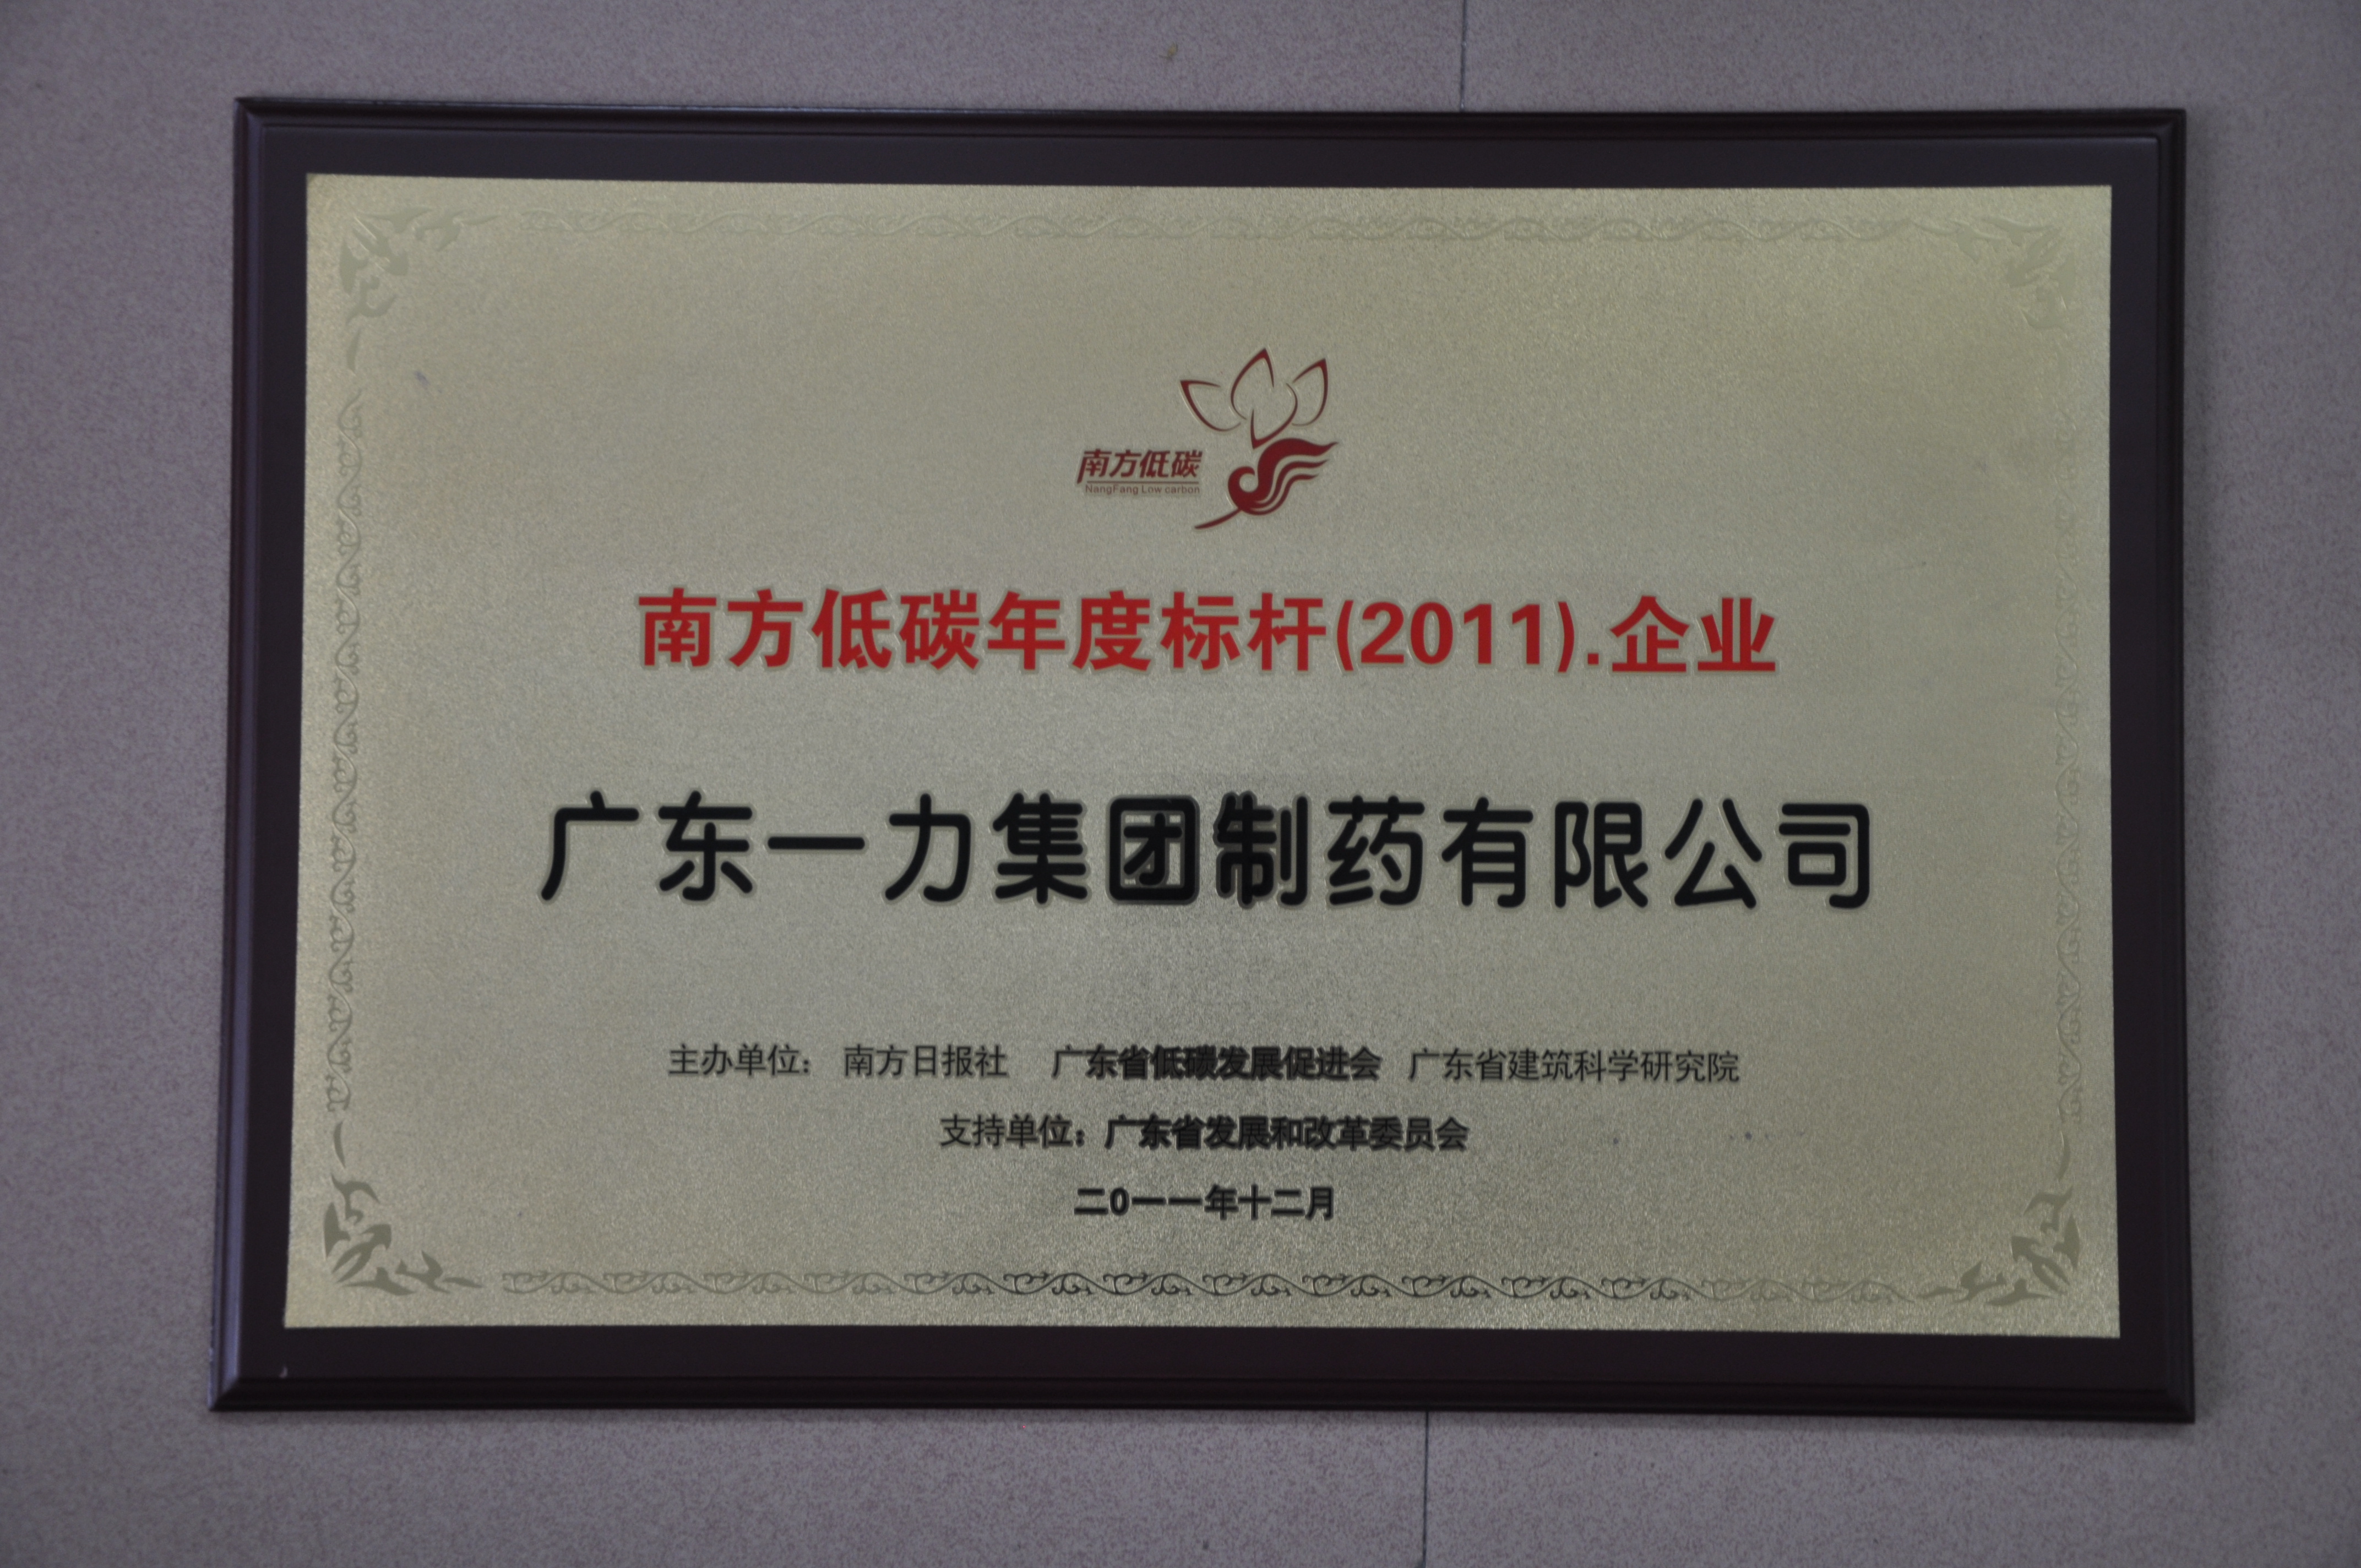 南方低碳
NangFang Low carbon
南方低碳年度标杆(2011).企业
广东一力集团制药有限公司
主办单位： 南方日报社 广东省低碳发展促进会 广东省建筑科学研究院
支持单位：广东省发展和改革委员会
二0一一年十二月